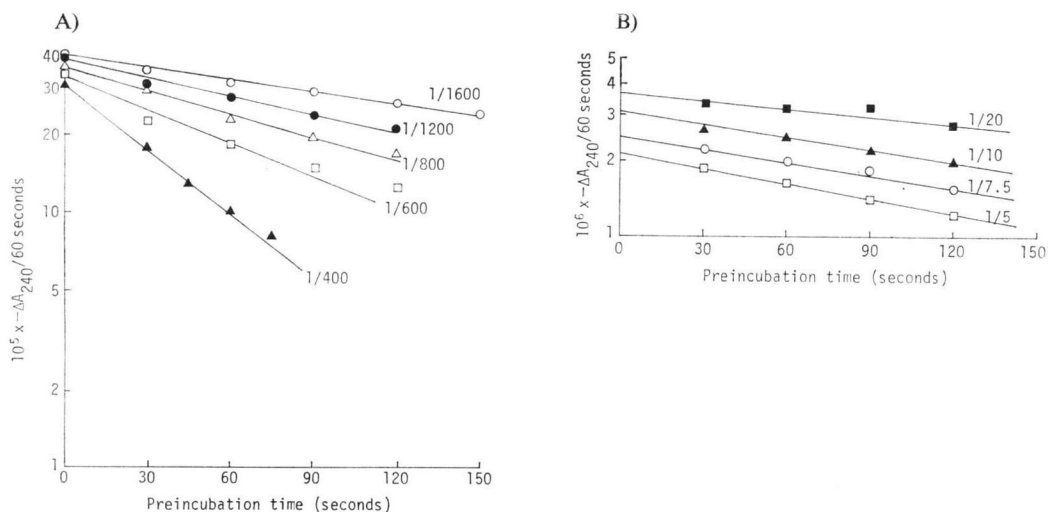 A)
40
30
20
10
5
2
1
10⁵ x -ΔA₂₄₀/60 seconds
1/1600
1/1200
1/800
1/600
1/400
0 30 60 90 120 150
Preincubation time (seconds)
B)
5
4
3
2
1
10⁶ x -ΔA₂₄₀/60 seconds
1/20
1/10
1/7.5
1/5
0 30 60 90 120 150
Preincubation time (seconds)